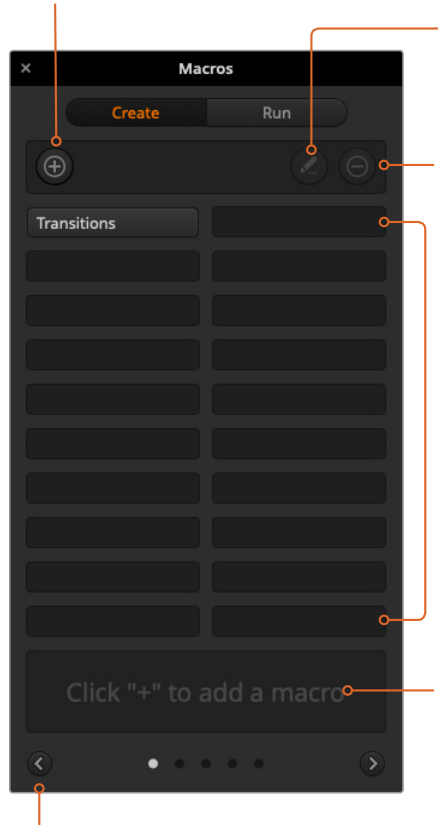 Macros
Create
Run
Transitions
Click "+" to add a macro